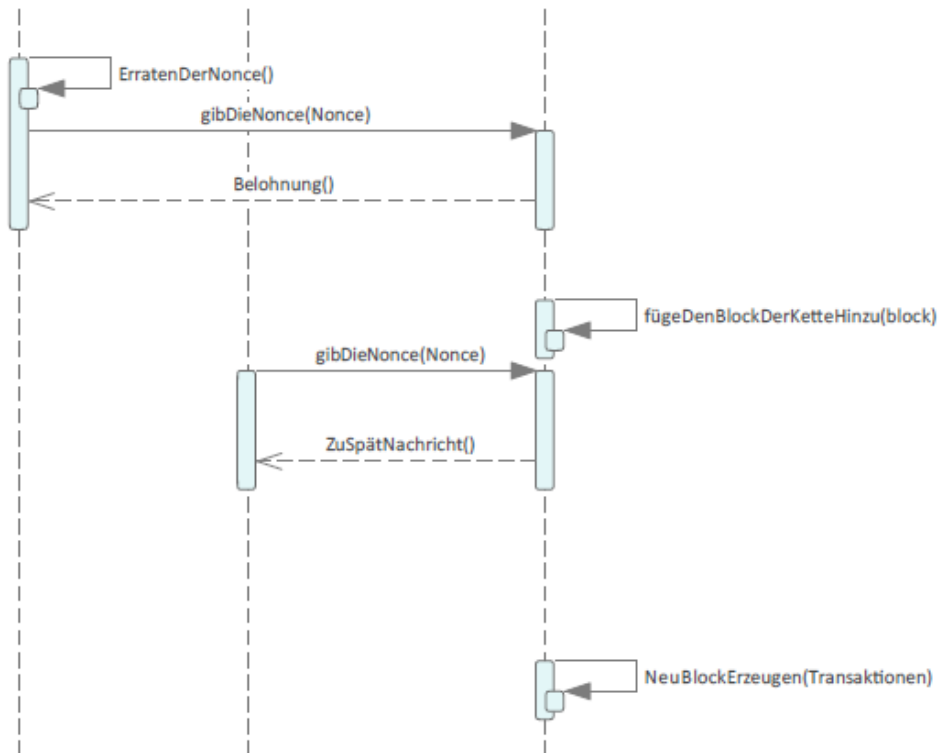 ErratenDerNonce()
gibDieNonce(Nonce)
Belohnung()
fügeDenBlockDerKetteHinzu(block)
gibDieNonce(Nonce)
ZuSpätNachricht()
NeuBlockErzeugen(Transaktionen)